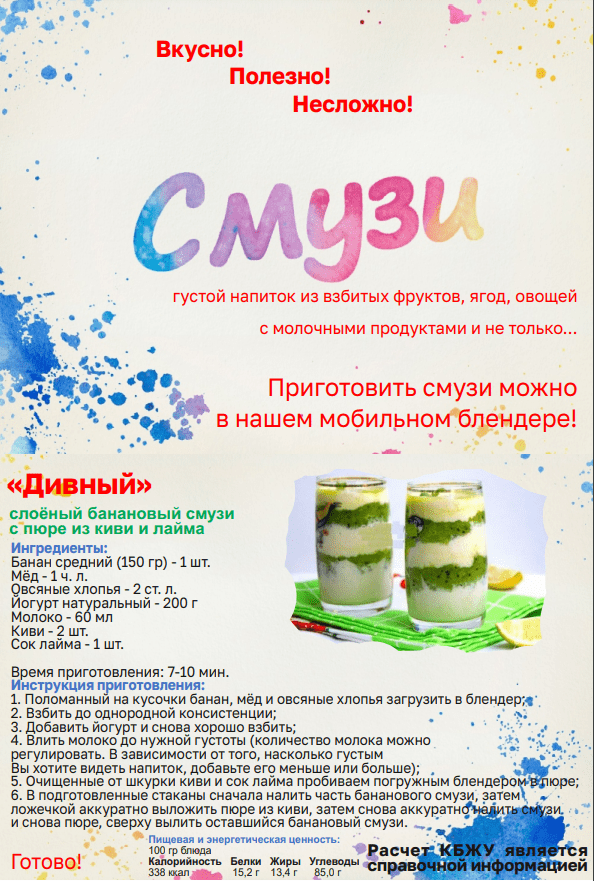 Вкусно!
Полезно!
Несложно!
Смузи
густой напиток из взбитых фруктов, ягод, овощей
с молочными продуктами и не только...
Приготовить смузи можно
в нашем мобильном блендере!
«Дивный»
слоёный банановый смузи
с пюре из киви и лайма
Ингредиенты:
Банан средний (150 гр) - 1 шт.
Мёд - 1 ч. л.
Овсяные хлопья - 2 ст. л.
Йогурт натуральный - 200 г
Молоко - 60 мл
Киви - 2 шт.
Сок лайма - 1 шт.
Время приготовления: 7-10 мин.
Инструкция приготовления:
1. Поломанный на кусочки банан, мёд и овсяные хлопья загрузить в блендер;
2. Взбить до однородной консистенции;
3. Добавить йогурт и снова хорошо взбить;
4. Влить молоко до нужной густоты (количество молока можно
регулировать. В зависимости от того, насколько густым
Вы хотите видеть напиток, добавьте его меньше или больше);
5. Очищенные от шкурки киви и сок лайма пробиваем погружным блендером в пюре;
6. В подготовленные стаканы сначала налить часть бананового смузи, затем
ложечкой аккуратно выложить пюре из киви, затем снова аккуратно налить смузи
и снова пюре, сверху вылить оставшийся банановый смузи.
Готово!
Пищевая и энергетическая ценность:
100 гр блюда
Калорийность Белки Жиры Углеводы
338 ккал 15,2 г 13,4 г 85,0 г
Расчет КБЖУ является
справочной информацией